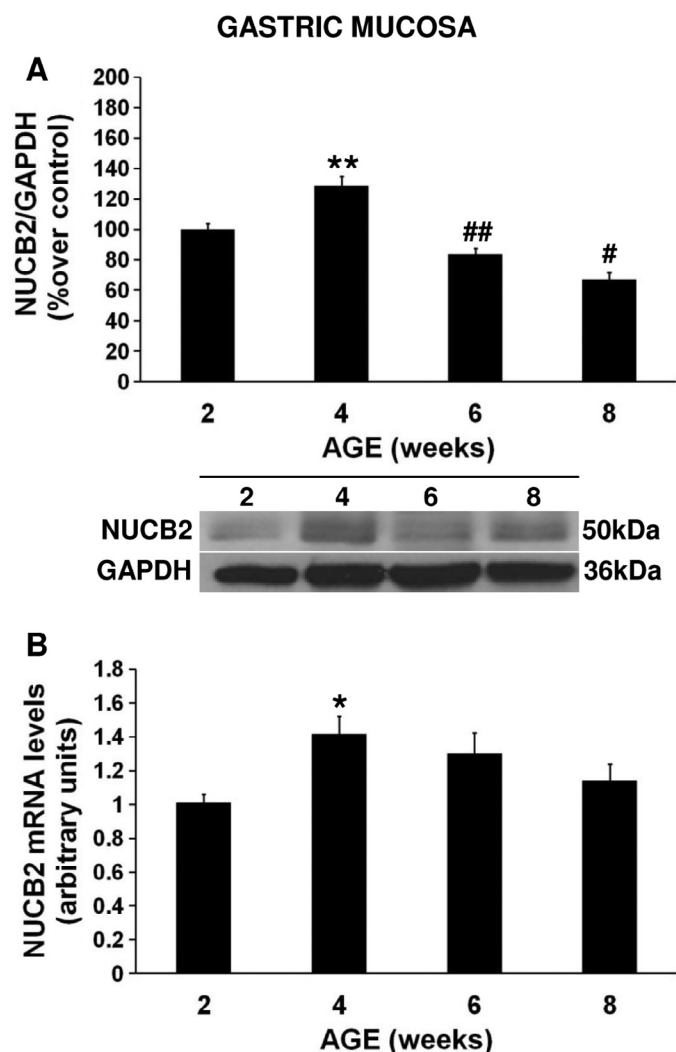 GASTRIC MUCOSA
A
NUCB2/GAPDH
(%over control)
200
180
160
140
120
100
80
60
40
20
0
**
##
#
2 4 6 8
AGE (weeks)
2 4 6 8
NUCB2 50kDa
GAPDH 36kDa
B
NUCB2 mRNA levels
(arbitrary units)
1.8
1.6
1.4
1.2
1
0.8
0.6
0.4
0.2
0
*
2 4 6 8
AGE (weeks)